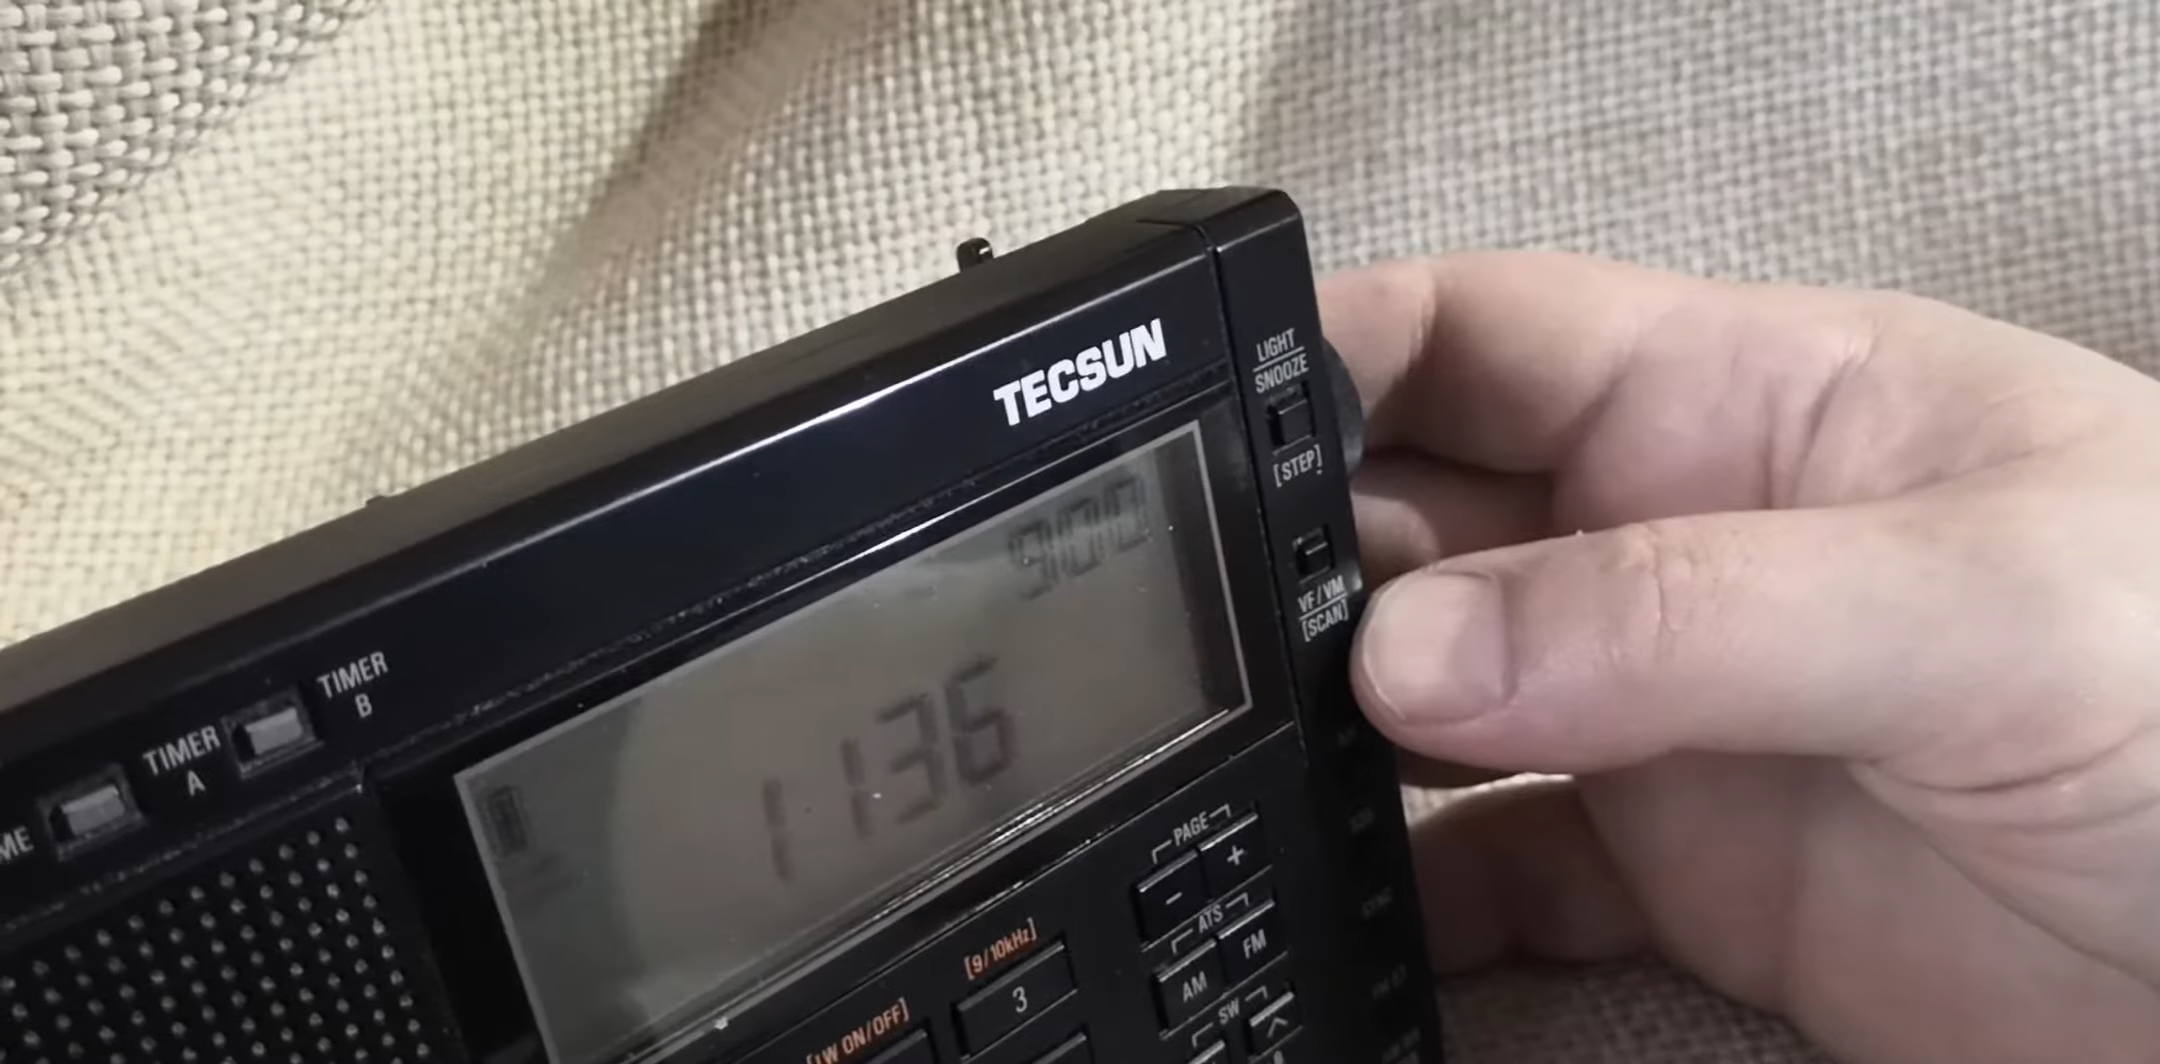 TECSUN
LIGHT
SNOOZE
[STEP]
VF/VM
[SCAN]
900
1136
TIMER
B
TIMER
A
ME
PAGE
- +
ATS
AM FM
SW
[9/10kHz]
3
[LW ON/OFF]